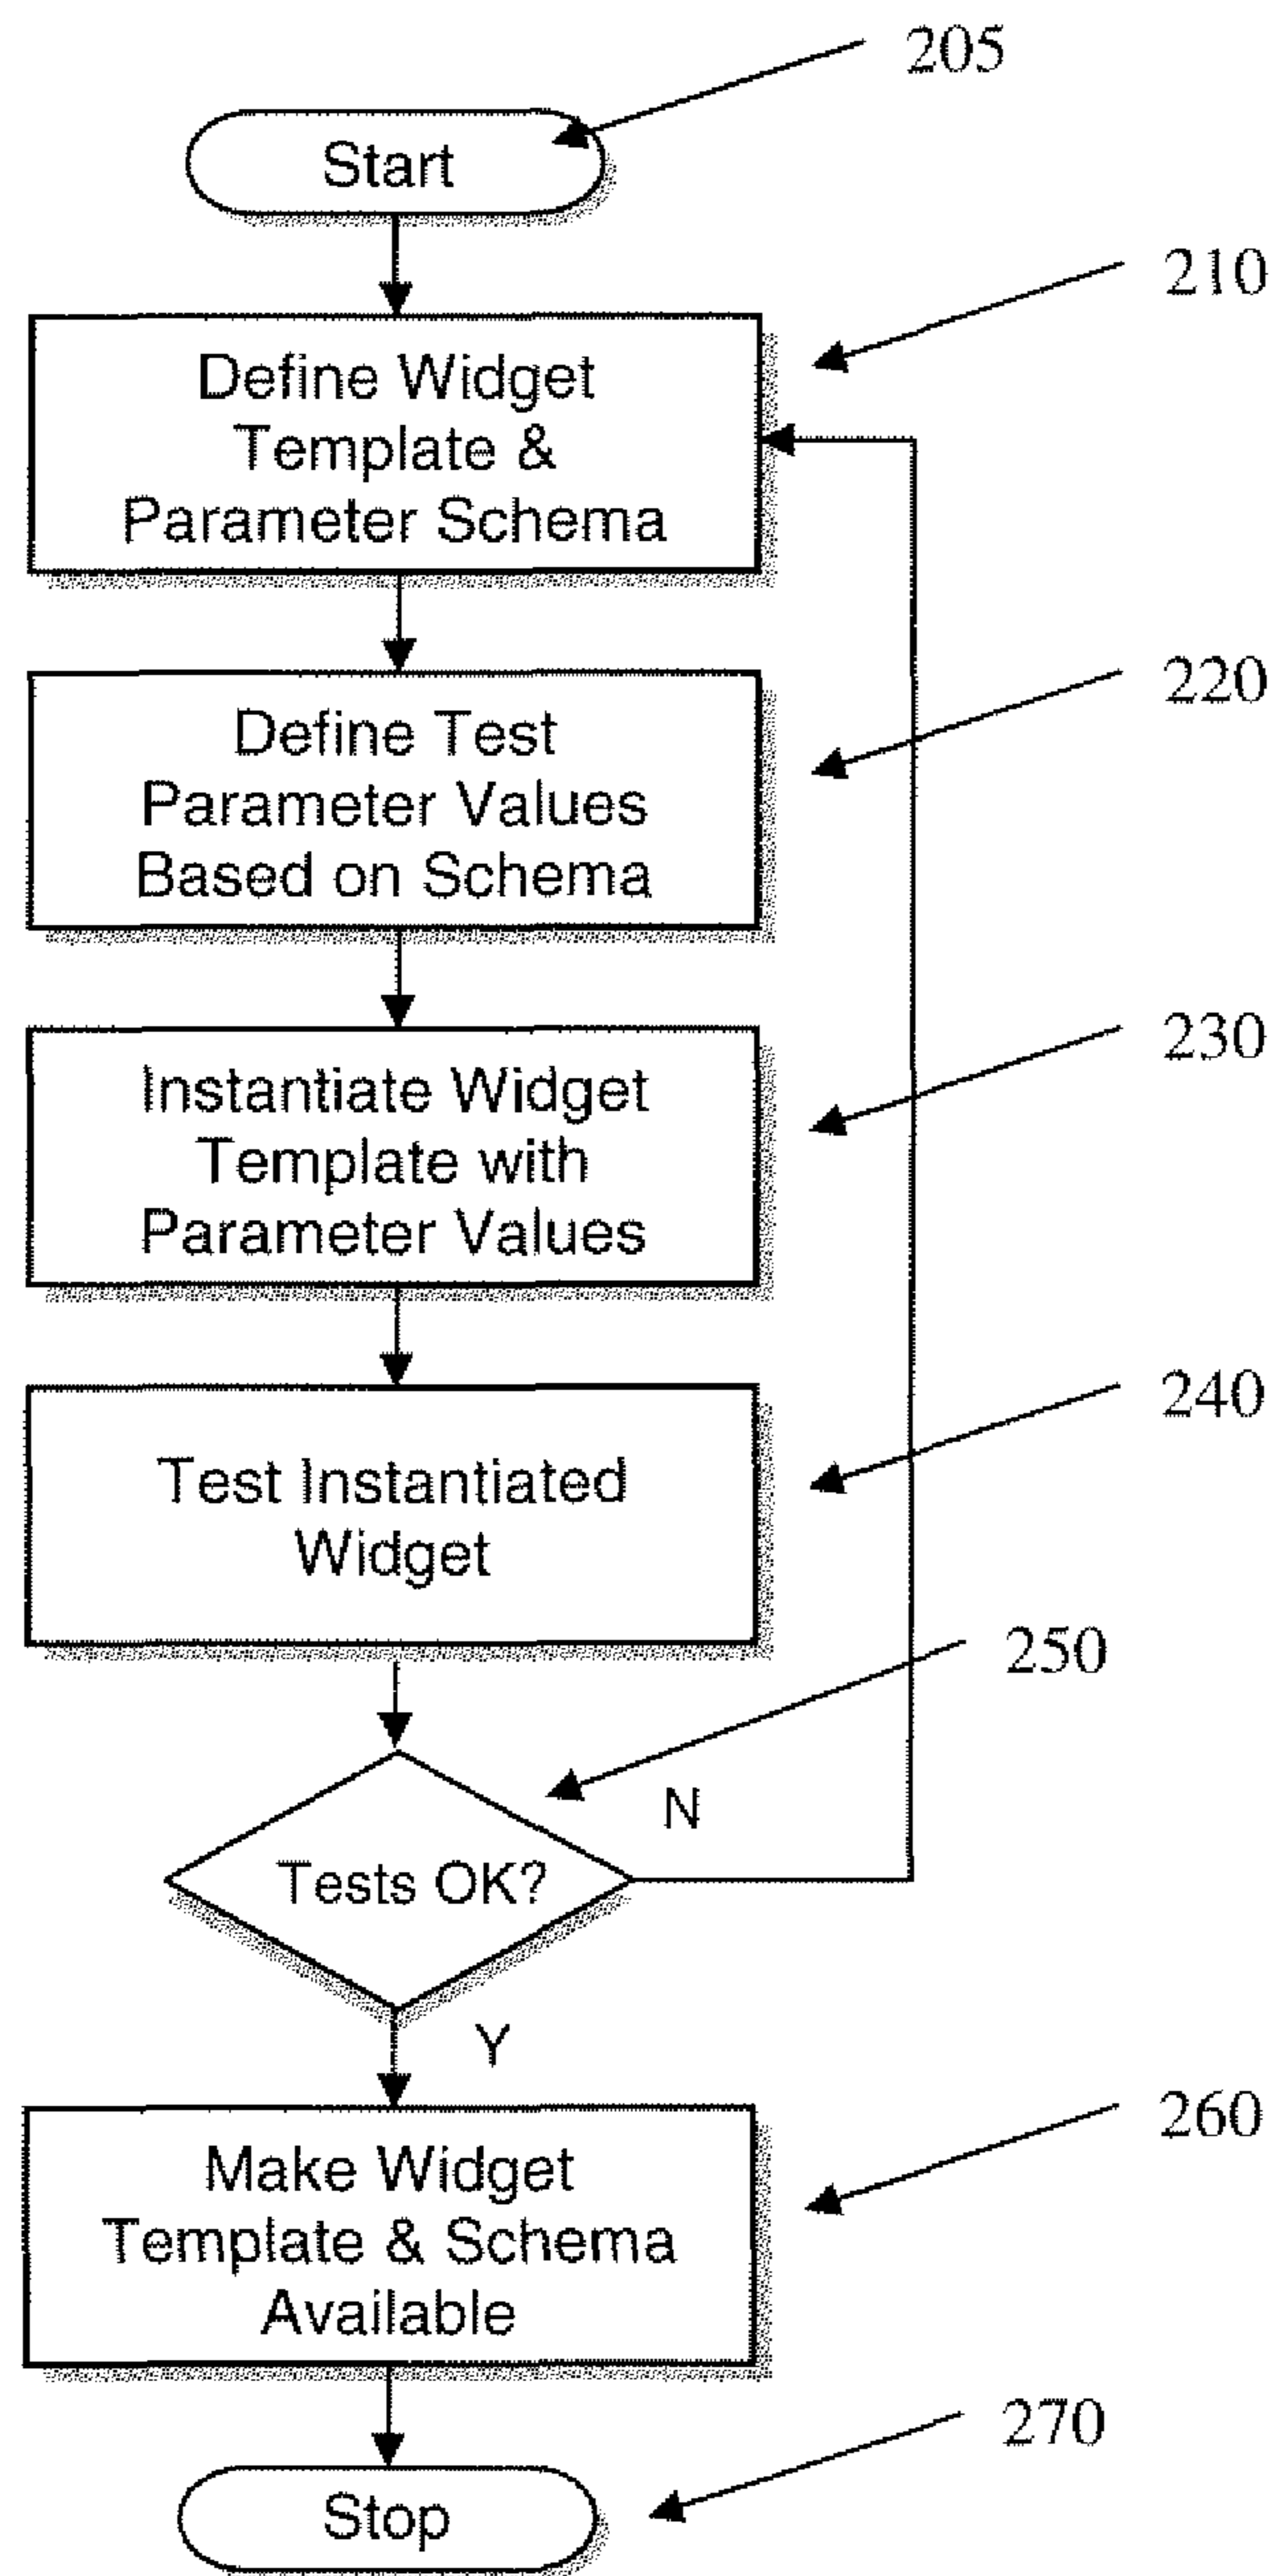 205
Start
210
Define Widget
Template &
Parameter Schema
220
Define Test
Parameter Values
Based on Schema
230
Instantiate Widget
Template with
Parameter Values
240
Test Instantiated
Widget
250
N
Tests OK?
Y
260
Make Widget
Template & Schema
Available
270
Stop